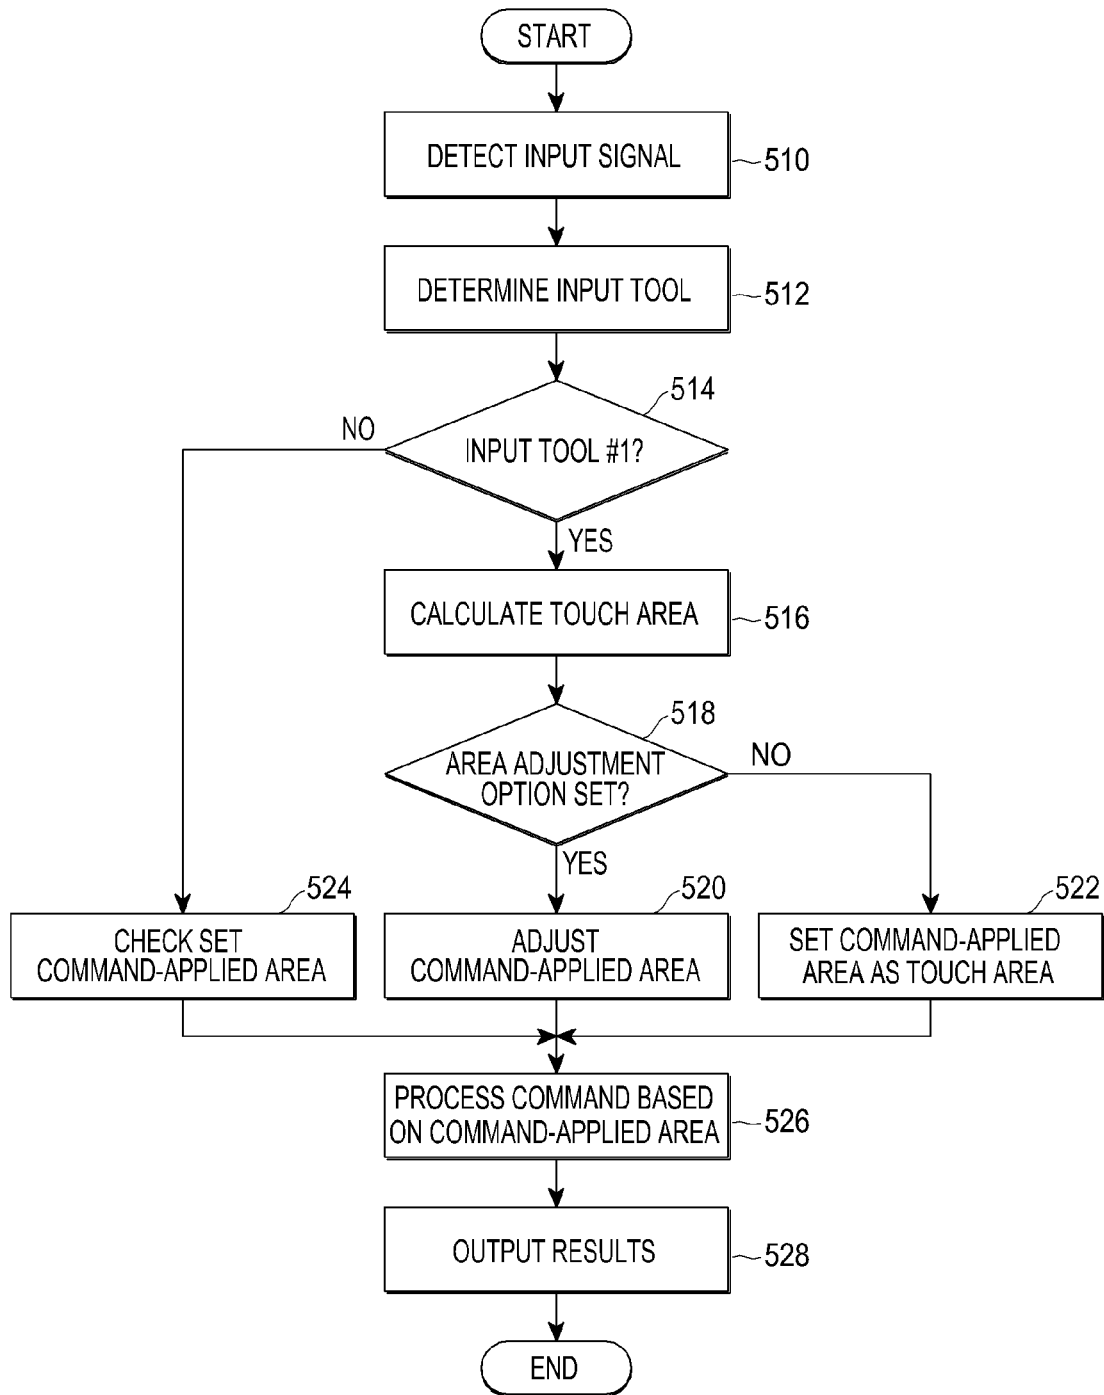 START
DETECT INPUT SIGNAL
510
DETERMINE INPUT TOOL
512
514
NO
INPUT TOOL #1?
YES
CALCULATE TOUCH AREA
516
518
AREA ADJUSTMENT
OPTION SET?
NO
YES
524
CHECK SET
COMMAND-APPLIED AREA
520
ADJUST
COMMAND-APPLIED AREA
522
SET COMMAND-APPLIED
AREA AS TOUCH AREA
PROCESS COMMAND BASED
ON COMMAND-APPLIED AREA
526
OUTPUT RESULTS
528
END